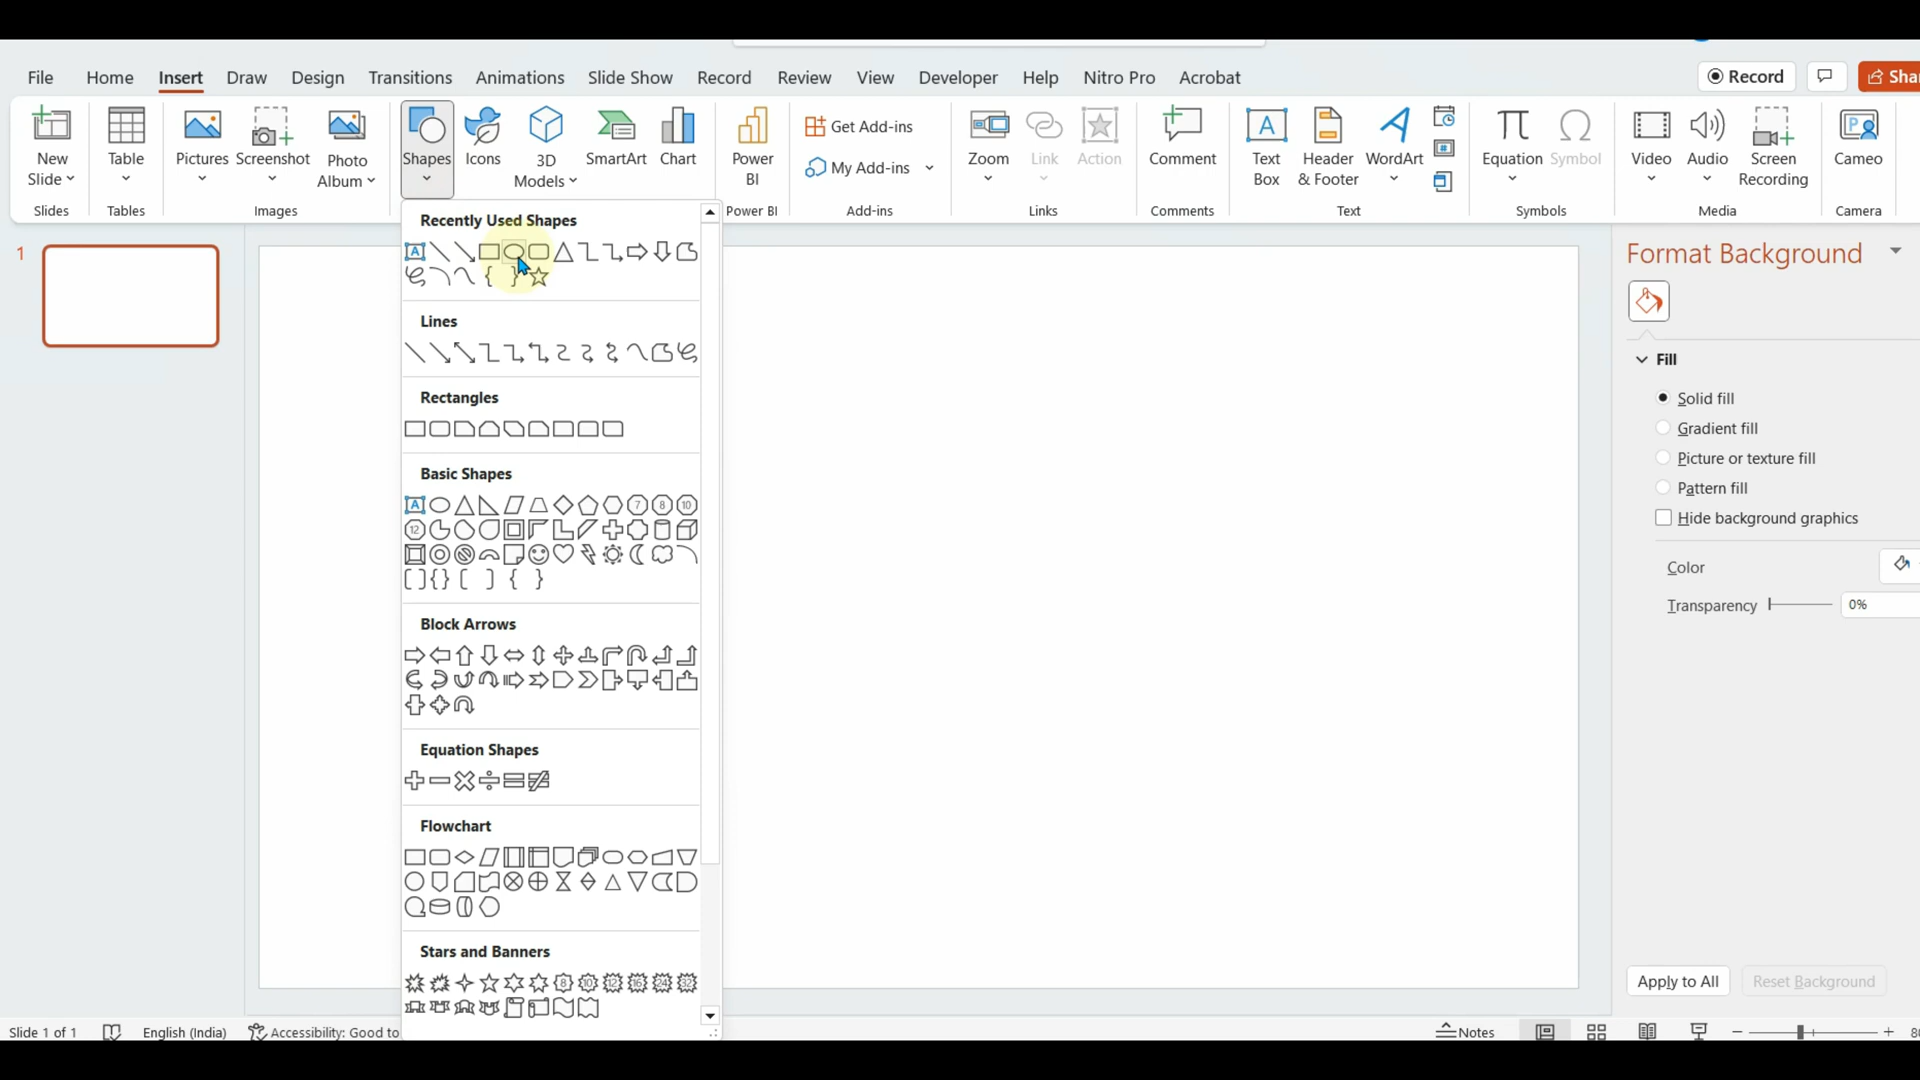 File Home Insert Draw Design Transitions Animations Slide Show Record Review View Developer Help Nitro Pro Acrobat
Record
New Slide
Table
Pictures
Screenshot
Photo Album
Shapes
Icons
3D Models
SmartArt
Chart
Power BI
Get Add-ins
My Add-ins
Zoom
Link
Action
Comment
Text Box
Header & Footer
WordArt
Equation
Symbol
Video
Audio
Screen Recording
Cameo
Slides Tables Images Power BI Add-ins Links Comments Text Symbols Media Camera
Recently Used Shapes
Lines
Rectangles
Basic Shapes
Block Arrows
Equation Shapes
Flowchart
Stars and Banners
1
Format Background
Fill
Solid fill
Gradient fill
Picture or texture fill
Pattern fill
Hide background graphics
Color
Transparency 0%
Apply to All Reset Background
Slide 1 of 1 English (India) Accessibility: Good to Notes